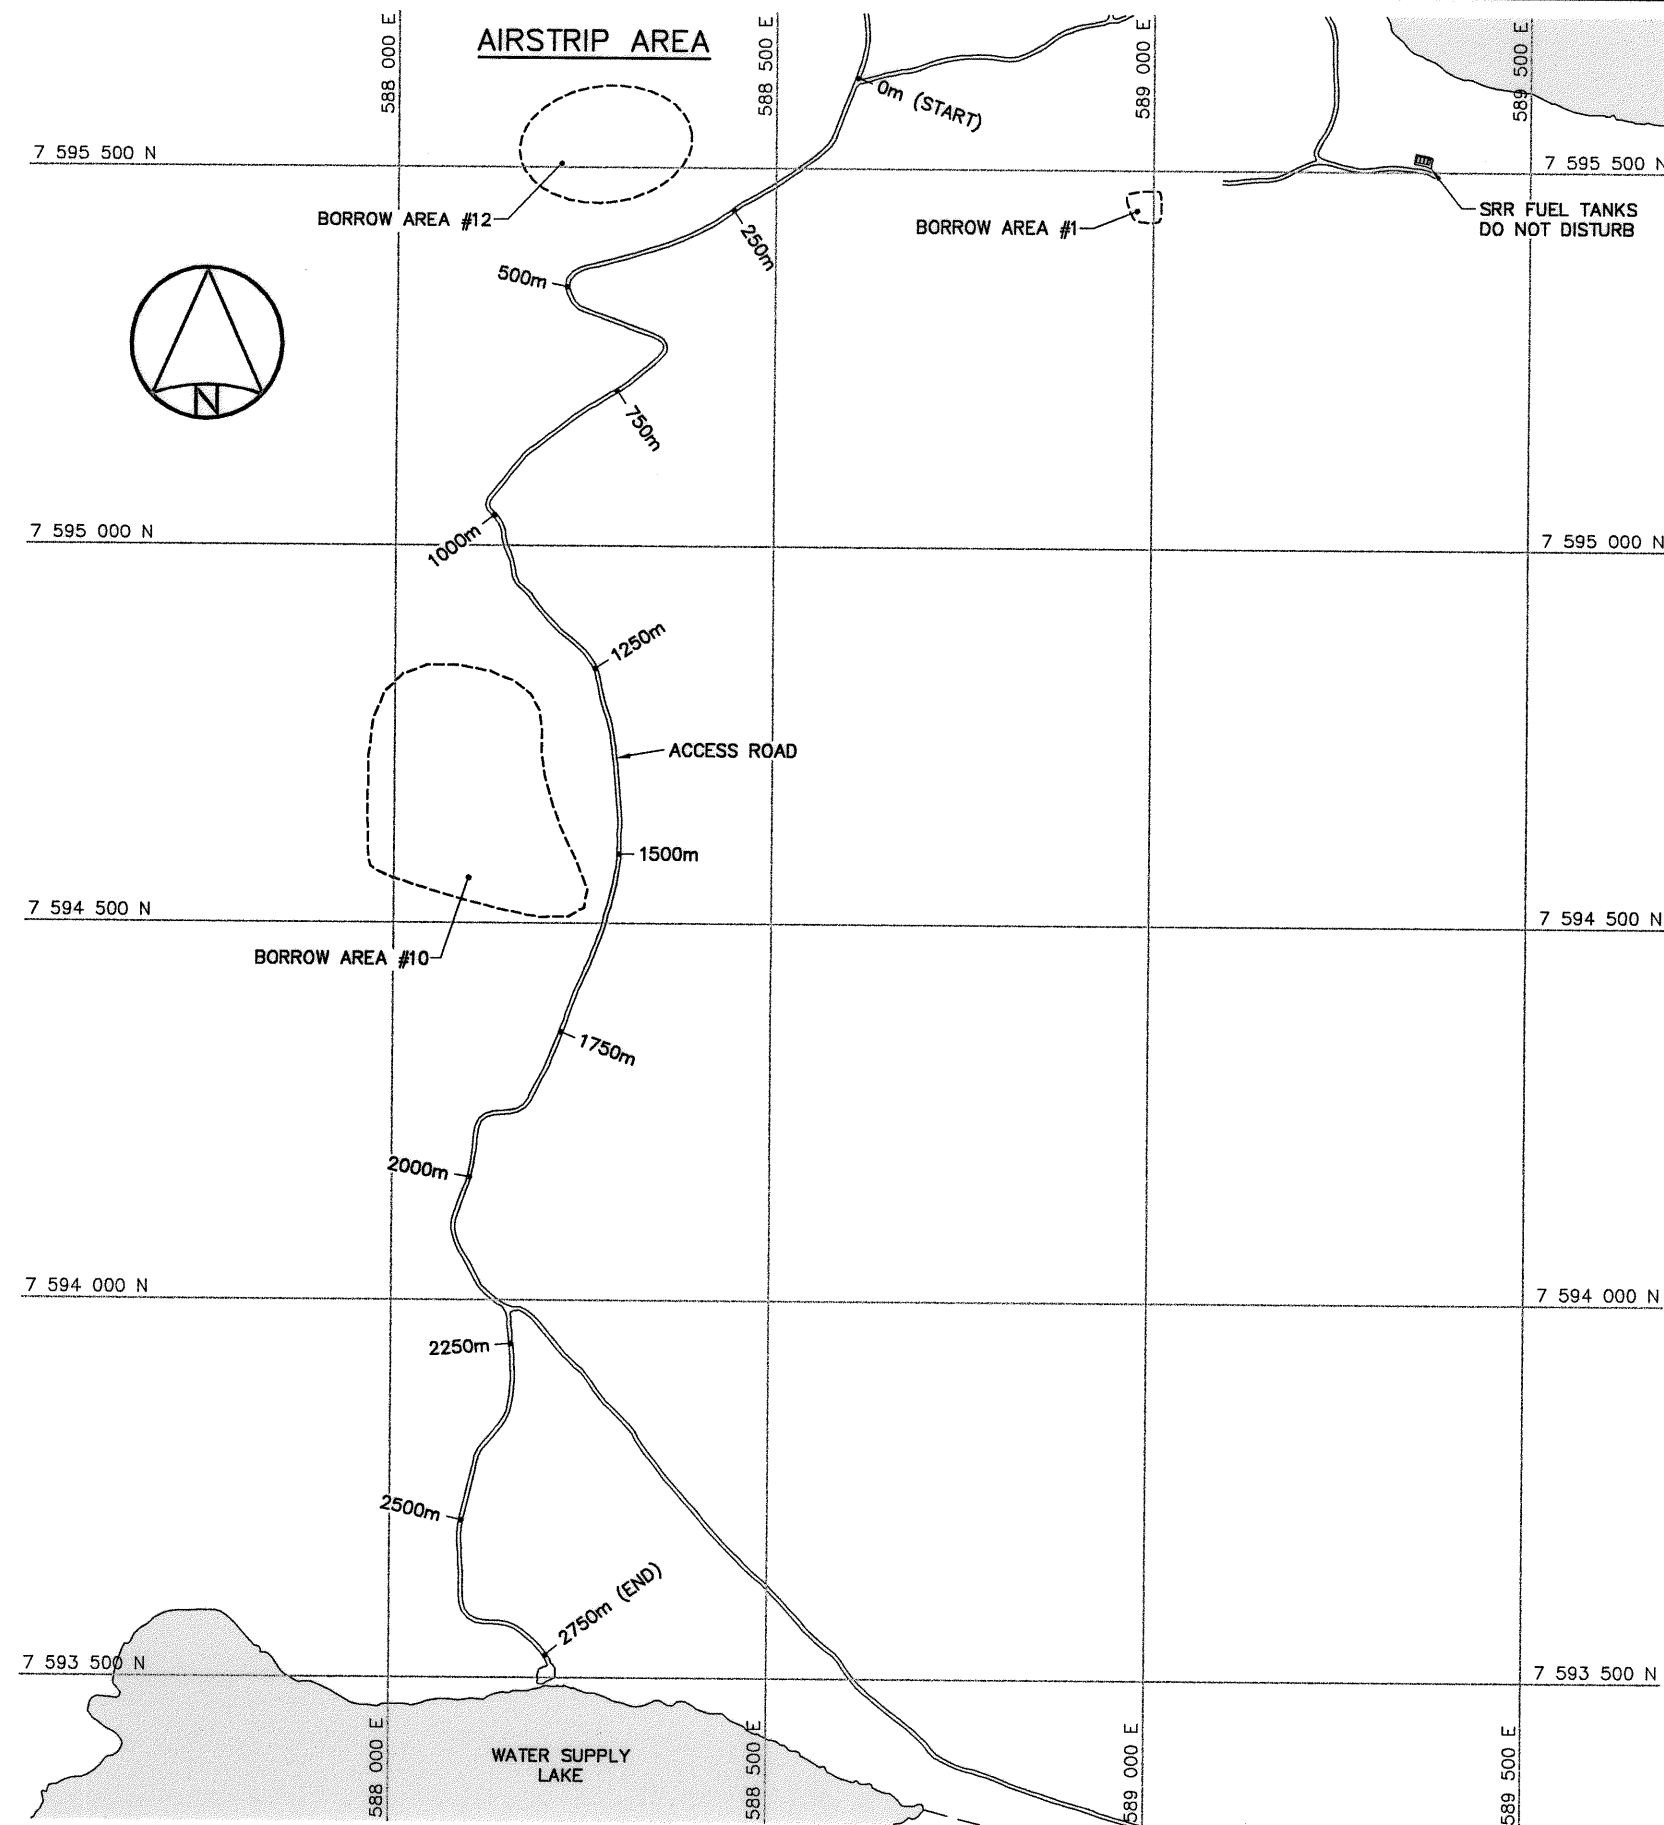 AIRSTRIP AREA
588 000 E
588 500 E
589 000 E
589 500 E
0m (START)
7 595 500 N
7 595 500 N
BORROW AREA #12
BORROW AREA #1
SRR FUEL TANKS
DO NOT DISTURB
250m
500m
N
750m
7 595 000 N
1000m
7 595 000 N
1250m
ACCESS ROAD
1500m
7 594 500 N
7 594 500 N
BORROW AREA #10
1750m
2000m
7 594 000 N
7 594 000 N
2250m
2500m
2750m (END)
7 593 500 N
7 593 500 N
WATER SUPPLY
LAKE
588 000 E
588 500 E
589 000 E
589 500 E